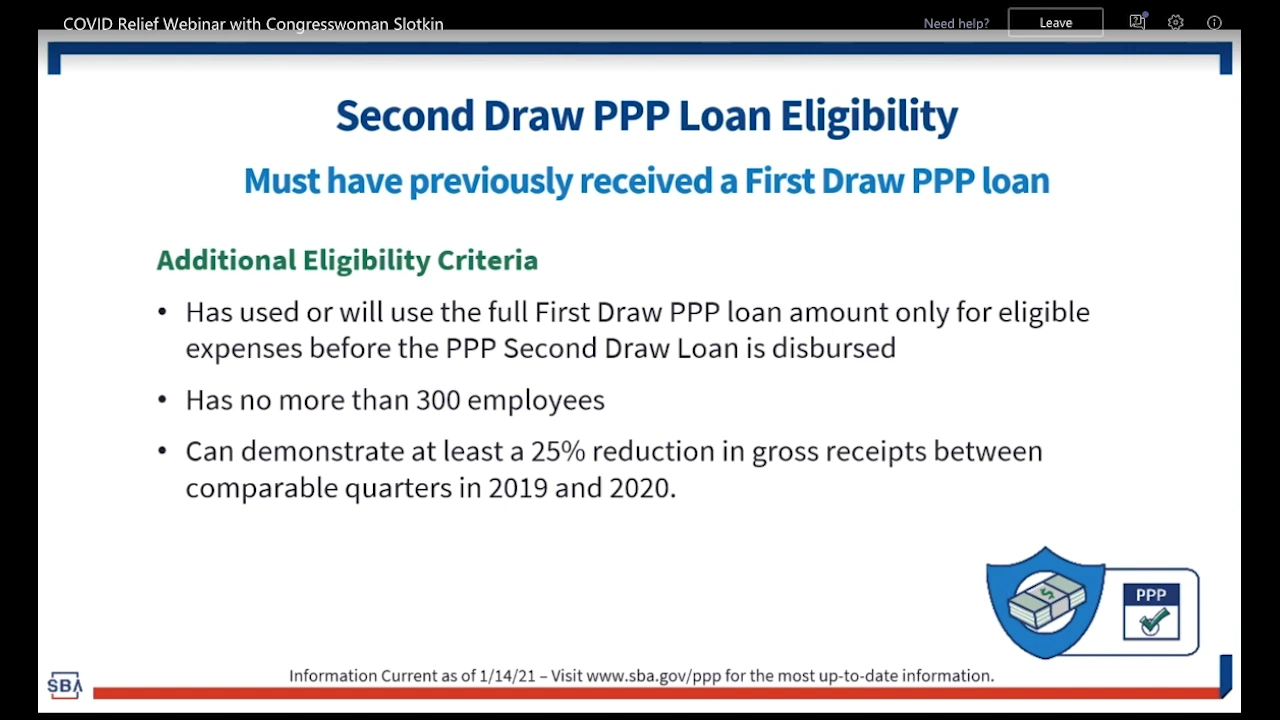 COVID Relief Webinar with Congresswoman Slotkin
Need help?
Leave
Second Draw PPP Loan Eligibility
Must have previously received a First Draw PPP loan
Additional Eligibility Criteria
• Has used or will use the full First Draw PPP loan amount only for eligible
expenses before the PPP Second Draw Loan is disbursed
• Has no more than 300 employees
• Can demonstrate at least a 25% reduction in gross receipts between
comparable quarters in 2019 and 2020.
$
PPP
SBA
Information Current as of 1/14/21 – Visit www.sba.gov/ppp for the most up-to-date information.